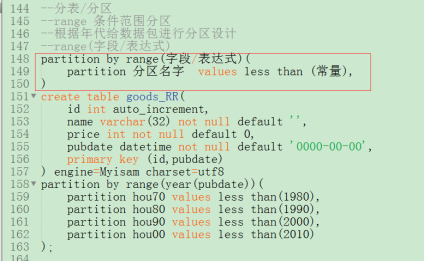 144 --分表/分区
145 --range 条件范围分区
146 --根据年代给数据包进行分区设计
147 --range(字段/表达式)
148 partition by range(字段/表达式)(
149 partition 分区名字 values less than (常量),
150 )
151 create table goods_RR(
152 id int auto_increment,
153 name varchar(32) not null default '',
154 price int not null default 0,
155 pubdate datetime not null default '0000-00-00',
156 primary key (id,pubdate)
157 ) engine=Myisam charset=utf8
158 partition by range(year(pubdate))(
159 partition hou70 values less than(1980),
160 partition hou80 values less than(1990),
161 partition hou90 values less than(2000),
162 partition hou00 values less than(2010)
163 );
164